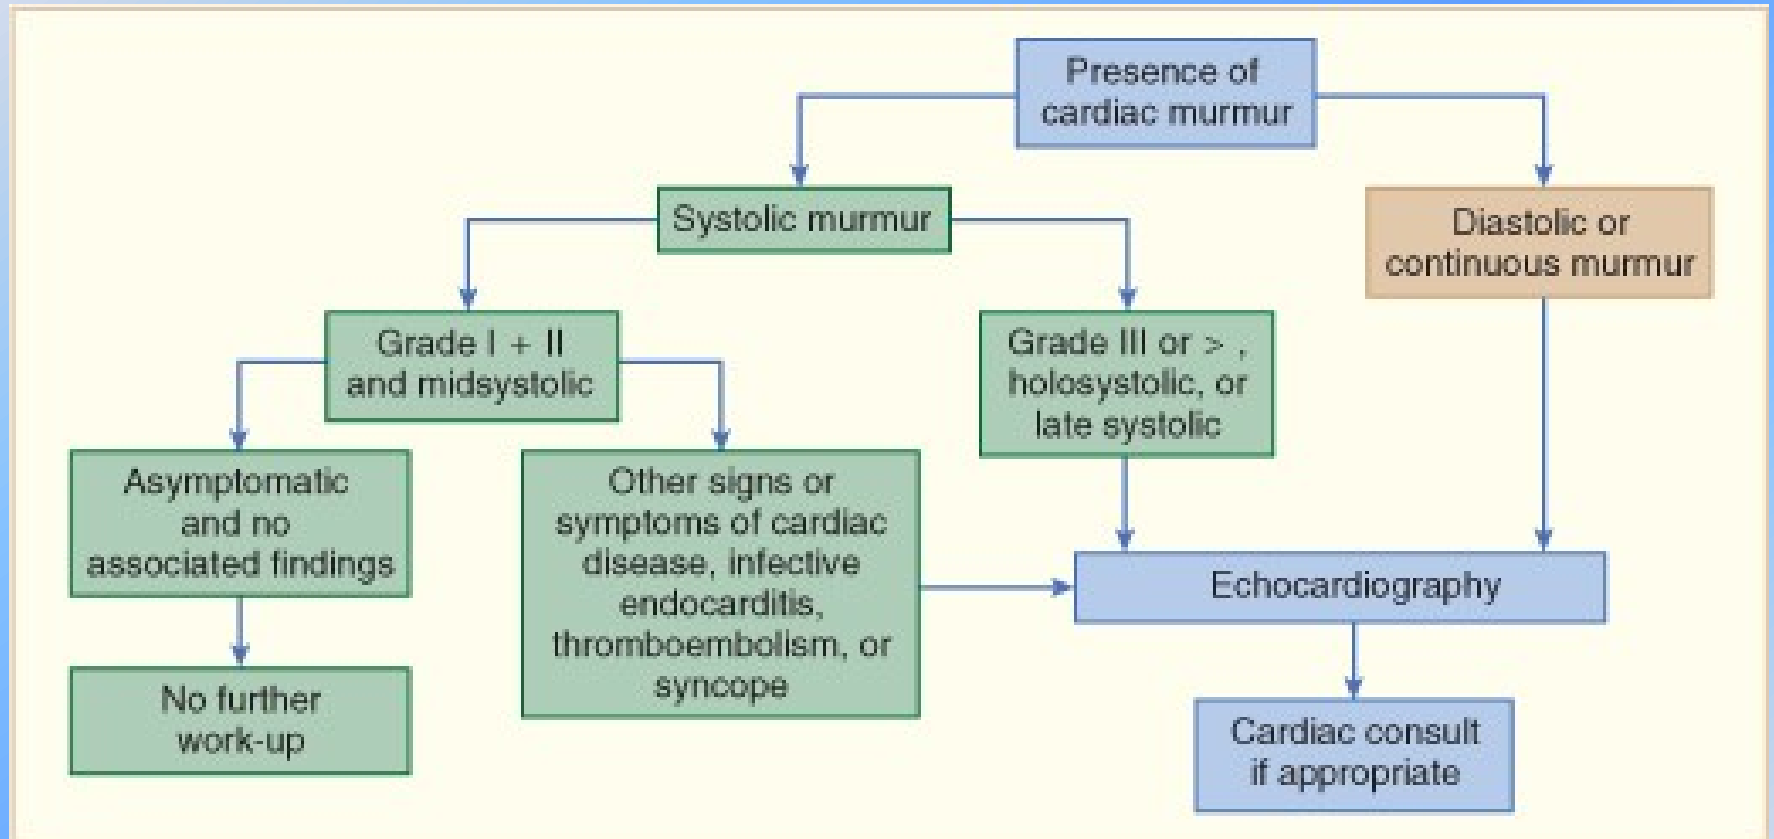 Presence of
cardiac murmur
Systolic murmur
Diastolic or
continuous murmur
Grade I + II
and midsystolic
Grade III or > ,
holosystolic, or
late systolic
Asymptomatic
and no
associated findings
Other signs or
symptoms of cardiac
disease, infective
endocarditis,
thromboembolism, or
syncope
Echocardiography
No further
work-up
Cardiac consult
if appropriate